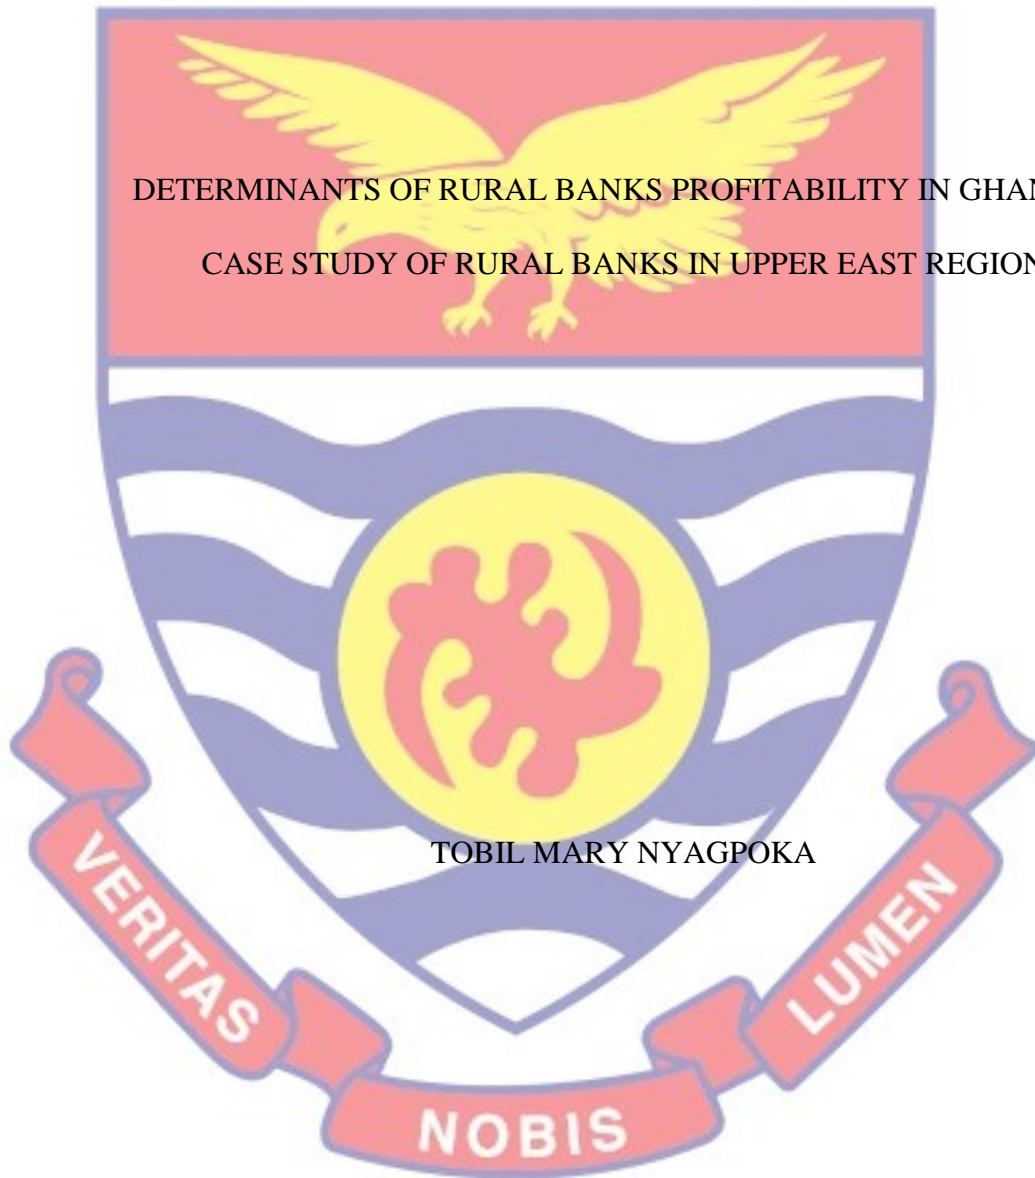 DETERMINANTS OF RURAL BANKS PROFITABILITY IN GHAN
CASE STUDY OF RURAL BANKS IN UPPER EAST REGION
TOBIL MARY NYAGPOKA
VERITAS
NOBIS
LUMEN